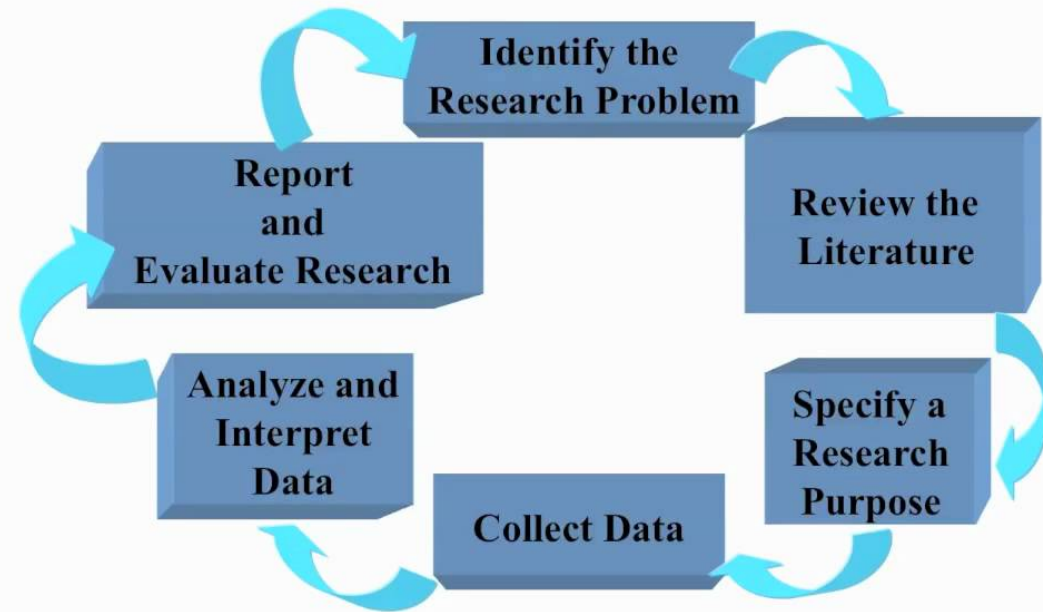 Identify the
Research Problem
Review the
Literature
Specify a
Research
Purpose
Collect Data
Analyze and
Interpret
Data
Report
and
Evaluate Research